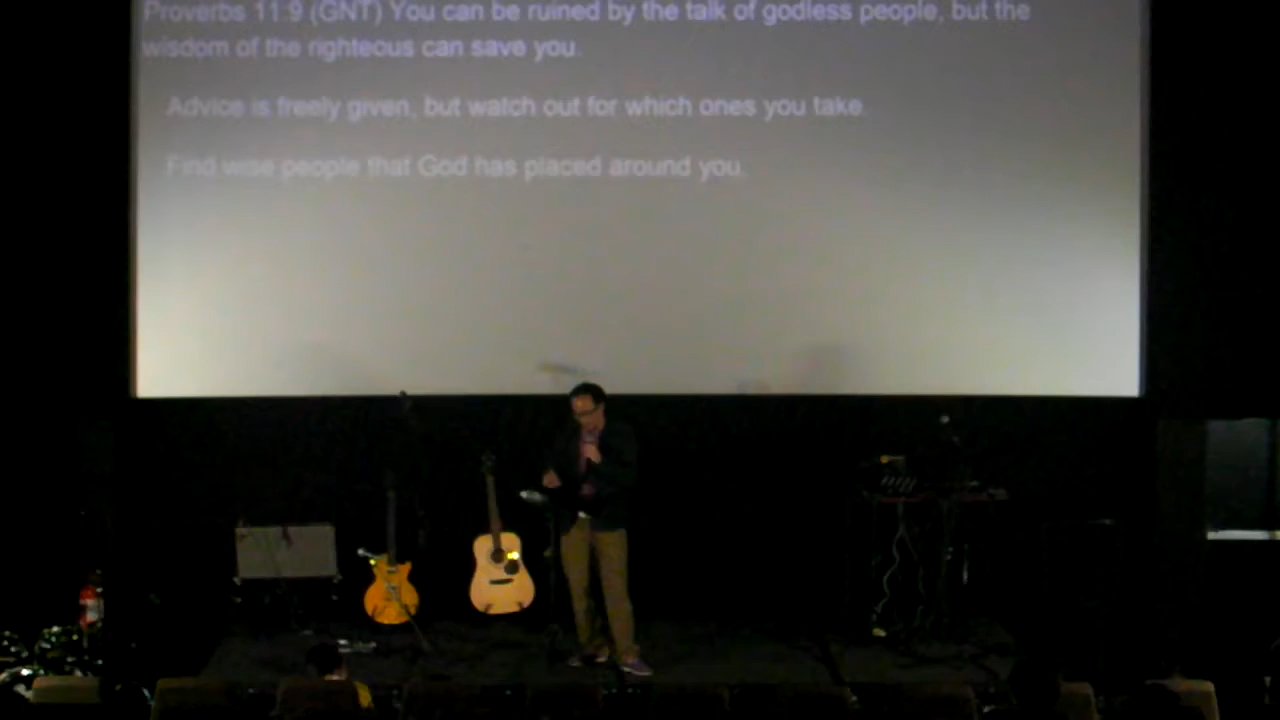 Proverbs 11:9 (GNT) You can be ruined by the talk of godless people, but the
wisdom of the righteous can save you.
Advice is freely given, but watch out for which ones you take.
Find wise people that God has placed around you.